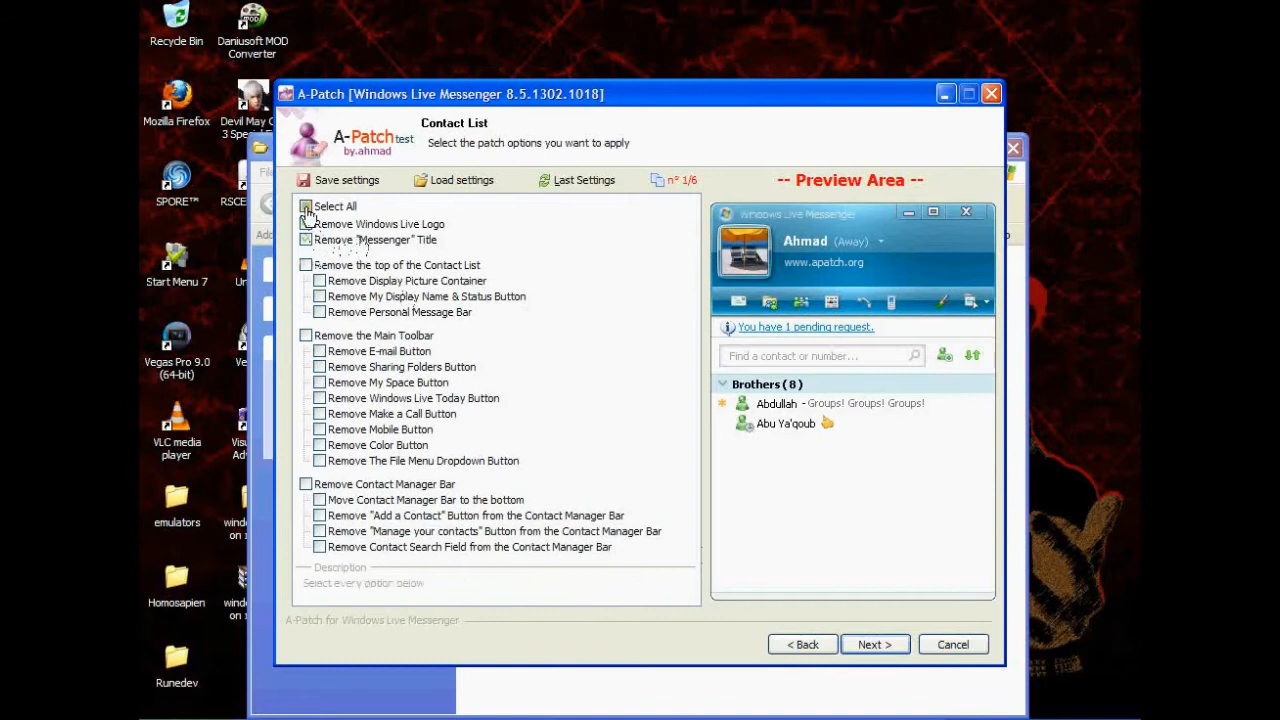 Recycle Bin
Daniusoft MOD
Converter
Mozilla Firefox
Devil May C
3 Special E
SPORE™
RSCE
Start Menu 7
Vegas Pro 9.0
(64-bit)
VLC media
player
emulators
Homosapien
Runedev
A-Patch [Windows Live Messenger 8.5.1302.1018]
A-Patch test
by.ahmad
Contact List
Select the patch options you want to apply
Save settings
Load settings
Last Settings
n° 1/6
Select All
Remove Windows Live Logo
Remove "Messenger" Title
Remove the top of the Contact List
Remove Display Picture Container
Remove My Display Name & Status Button
Remove Personal Message Bar
Remove the Main Toolbar
Remove E-mail Button
Remove Sharing Folders Button
Remove My Space Button
Remove Windows Live Today Button
Remove Make a Call Button
Remove Mobile Button
Remove Color Button
Remove The File Menu Dropdown Button
Remove Contact Manager Bar
Move Contact Manager Bar to the bottom
Remove "Add a Contact" Button from the Contact Manager Bar
Remove "Manage your contacts" Button from the Contact Manager Bar
Remove Contact Search Field from the Contact Manager Bar
Description
Select every option below
-- Preview Area --
Windows Live Messenger
Ahmad (Away)
www.apatch.org
You have 1 pending request.
Find a contact or number...
Brothers (8)
Abdullah - Groups! Groups! Groups!
Abu Ya'qoub
A-Patch for Windows Live Messenger
< Back
Next >
Cancel